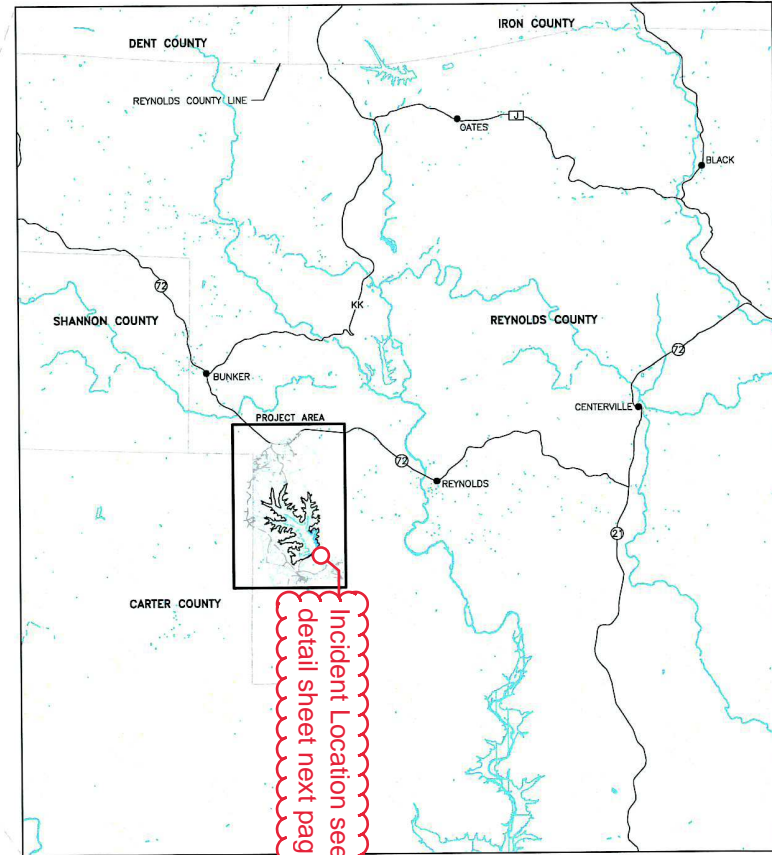 IRON COUNTY
DENT COUNTY
REYNOLDS COUNTY LINE
J
OATES
BLACK
72
SHANNON COUNTY
KK
REYNOLDS COUNTY
72
BUNKER
CENTERVILLE
PROJECT AREA
72
REYNOLDS
21
CARTER COUNTY
Incident Location see
detail sheet next pag